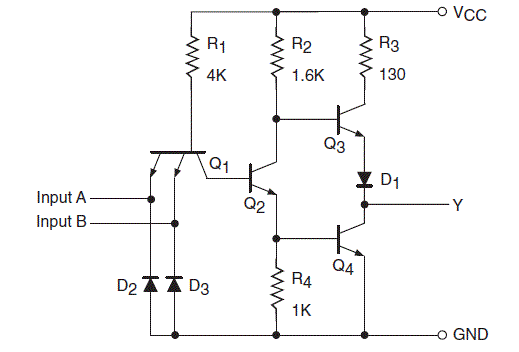 VCC
R1
4K
R2
1.6K
R3
130
Q1
Q3
D1
Input A
Input B
Q2
Y
D2
D3
R4
1K
Q4
GND